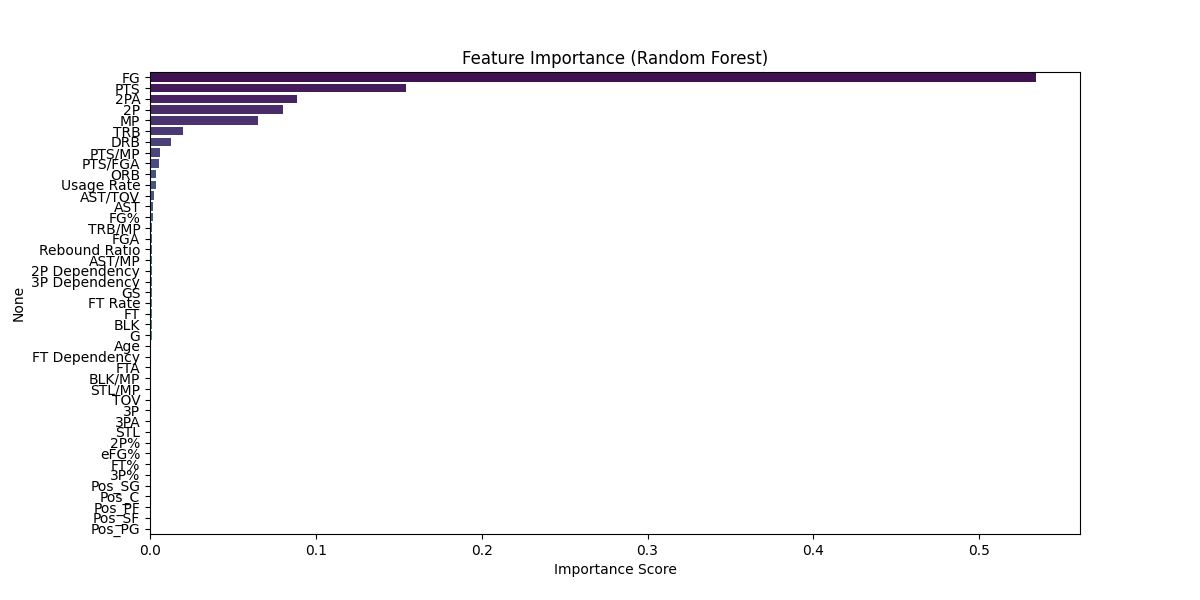 Feature Importance (Random Forest)
FG
PTS
2PA
2P
MP
TRB
DRB
PTS/MP
PTS/FGA
ORB
Usage Rate
AST/TOV
AST
FG%
TRB/MP
FGA
Rebound Ratio
AST/MP
2P Dependency
3P Dependency
GS
FT Rate
FT
BLK
G
Age
FT Dependency
FTA
BLK/MP
STL/MP
TOV
3P
3PA
STL
2P%
eFG%
FT%
3P%
Pos_SG
Pos_C
Pos_PF
Pos_SF
Pos_PG
None
0.0 0.1 0.2 0.3 0.4 0.5
Importance Score